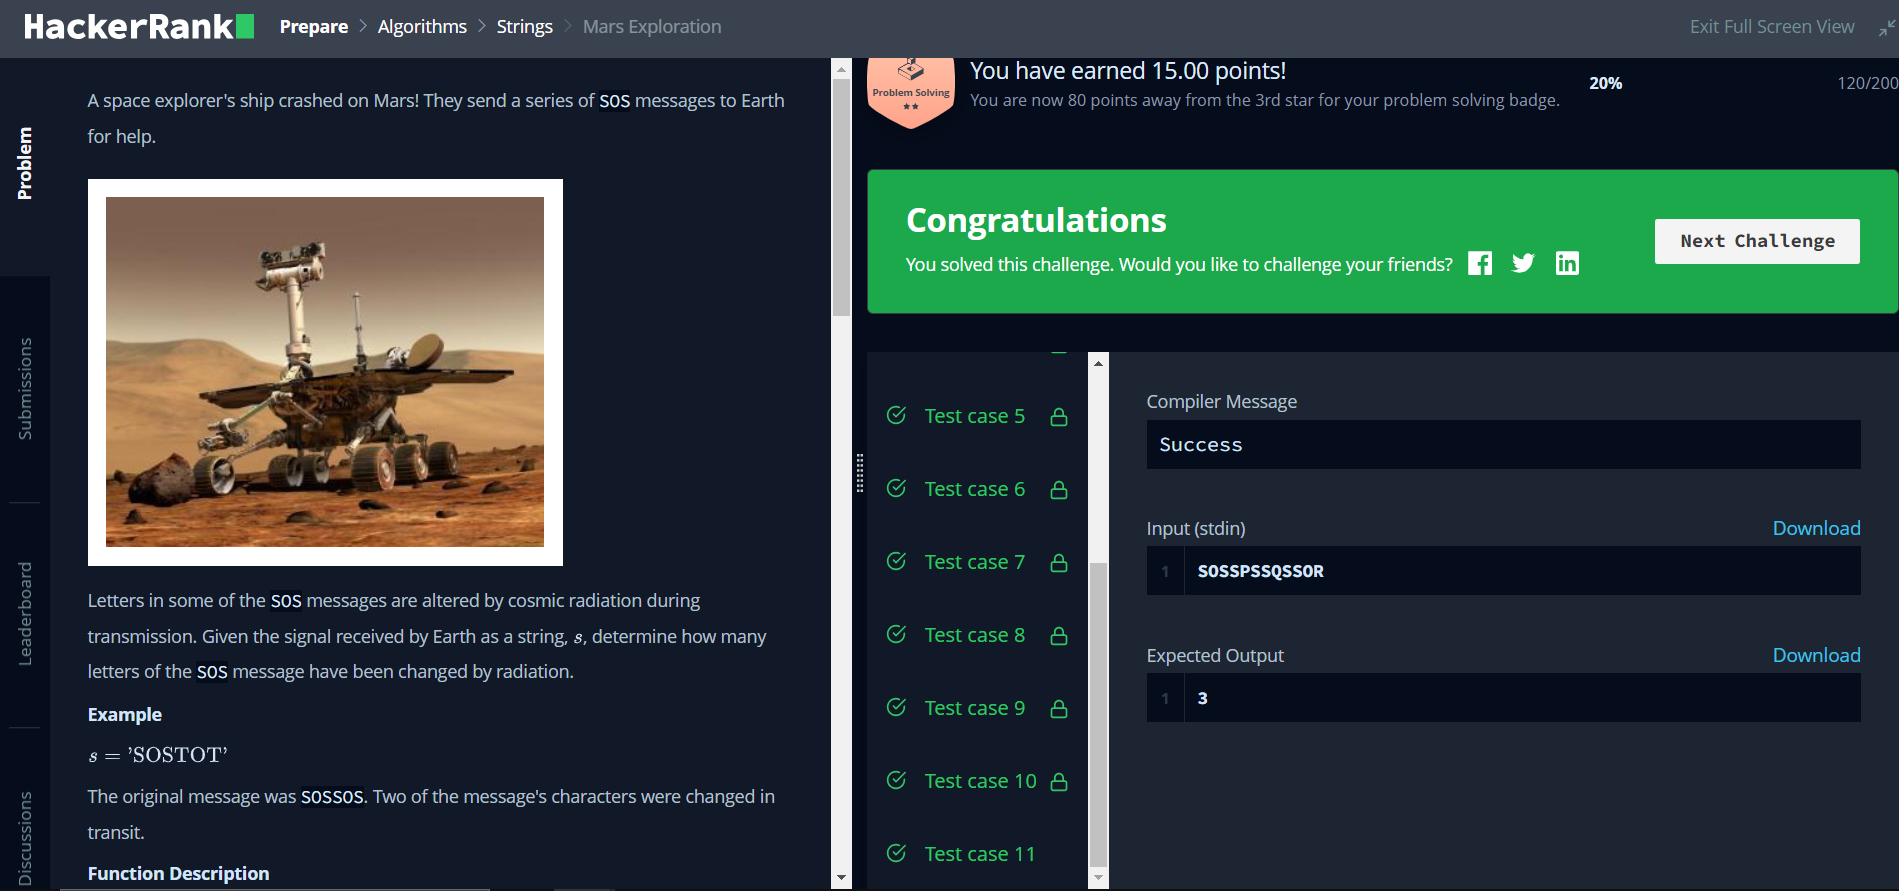 HackerRank
Prepare > Algorithms > Strings > Mars Exploration
Exit Full Screen View
Problem
Submissions
Leaderboard
Discussions
A space explorer's ship crashed on Mars! They send a series of SOS messages to Earth
for help.
Letters in some of the SOS messages are altered by cosmic radiation during
transmission. Given the signal received by Earth as a string, s, determine how many
letters of the SOS message have been changed by radiation.
Example
s = 'SOSTOT'
The original message was SOSSOS. Two of the message's characters were changed in
transit.
Function Description
Problem Solving
You have earned 15.00 points!
You are now 80 points away from the 3rd star for your problem solving badge.
20%
120/200
Congratulations
You solved this challenge. Would you like to challenge your friends?
Next Challenge
Test case 5
Test case 6
Test case 7
Test case 8
Test case 9
Test case 10
Test case 11
Compiler Message
Success
Input (stdin)
Download
1 SOSSPSSQSSOR
Expected Output
Download
1 3